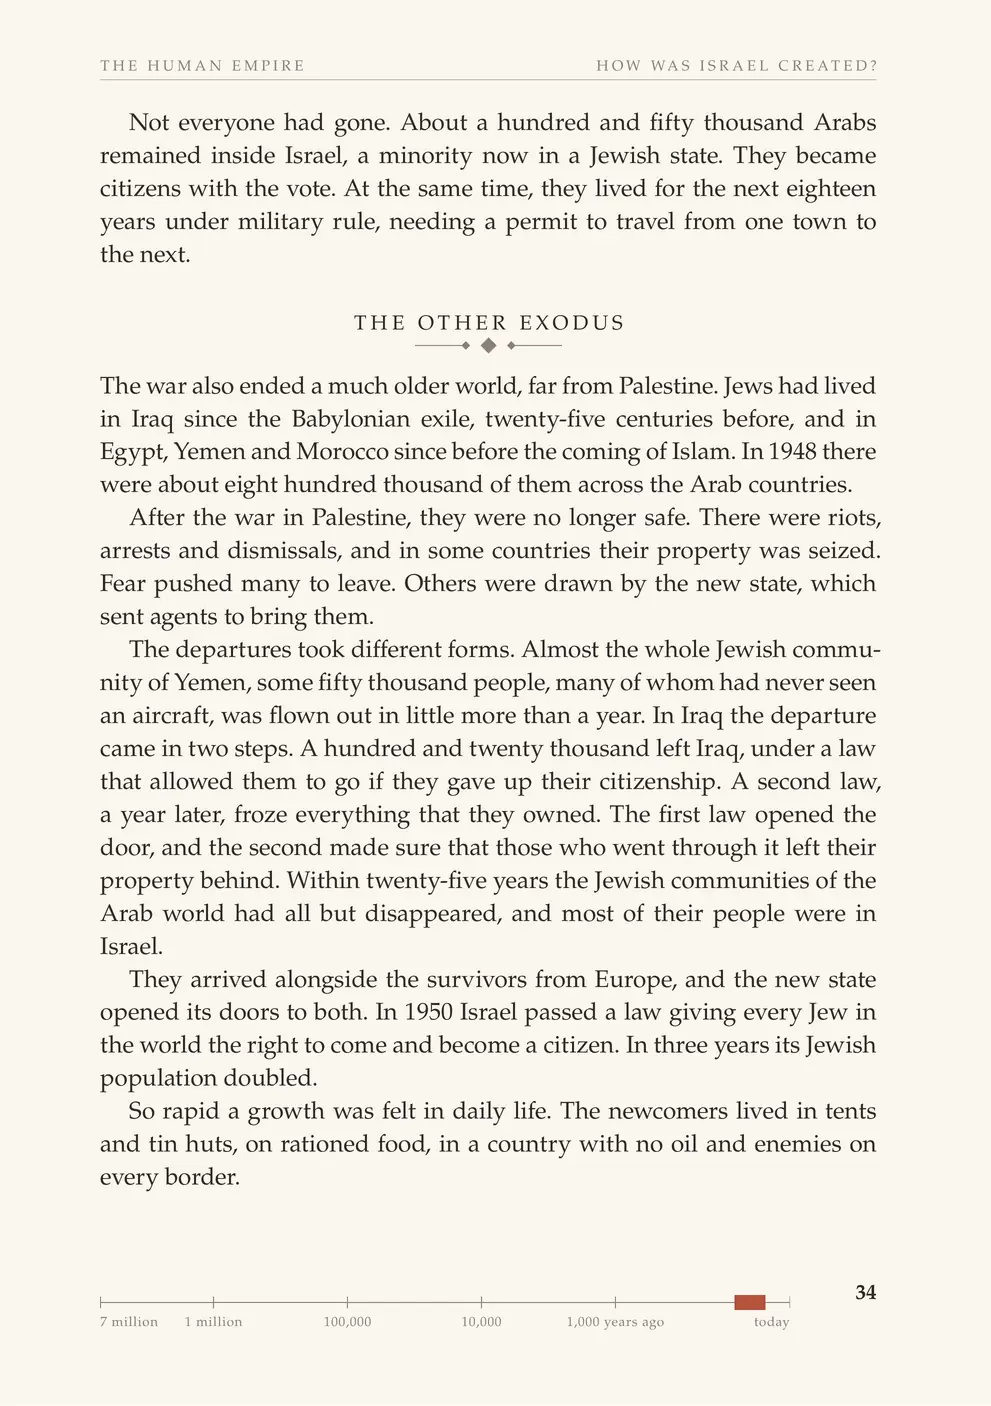 THE HUMAN EMPIRE
HOW WAS ISRAEL CREATED?
Not everyone had gone. About a hundred and fifty thousand Arabs
remained inside Israel, a minority now in a Jewish state. They became
citizens with the vote. At the same time, they lived for the next eighteen
years under military rule, needing a permit to travel from one town to
the next.
THE OTHER EXODUS
The war also ended a much older world, far from Palestine. Jews had lived
in Iraq since the Babylonian exile, twenty-five centuries before, and in
Egypt, Yemen and Morocco since before the coming of Islam. In 1948 there
were about eight hundred thousand of them across the Arab countries.
After the war in Palestine, they were no longer safe. There were riots,
arrests and dismissals, and in some countries their property was seized.
Fear pushed many to leave. Others were drawn by the new state, which
sent agents to bring them.
The departures took different forms. Almost the whole Jewish commu-
nity of Yemen, some fifty thousand people, many of whom had never seen
an aircraft, was flown out in little more than a year. In Iraq the departure
came in two steps. A hundred and twenty thousand left Iraq, under a law
that allowed them to go if they gave up their citizenship. A second law,
a year later, froze everything that they owned. The first law opened the
door, and the second made sure that those who went through it left their
property behind. Within twenty-five years the Jewish communities of the
Arab world had all but disappeared, and most of their people were in
Israel.
They arrived alongside the survivors from Europe, and the new state
opened its doors to both. In 1950 Israel passed a law giving every Jew in
the world the right to come and become a citizen. In three years its Jewish
population doubled.
So rapid a growth was felt in daily life. The newcomers lived in tents
and tin huts, on rationed food, in a country with no oil and enemies on
every border.
34
7 million 1 million 100,000 10,000 1,000 years ago today